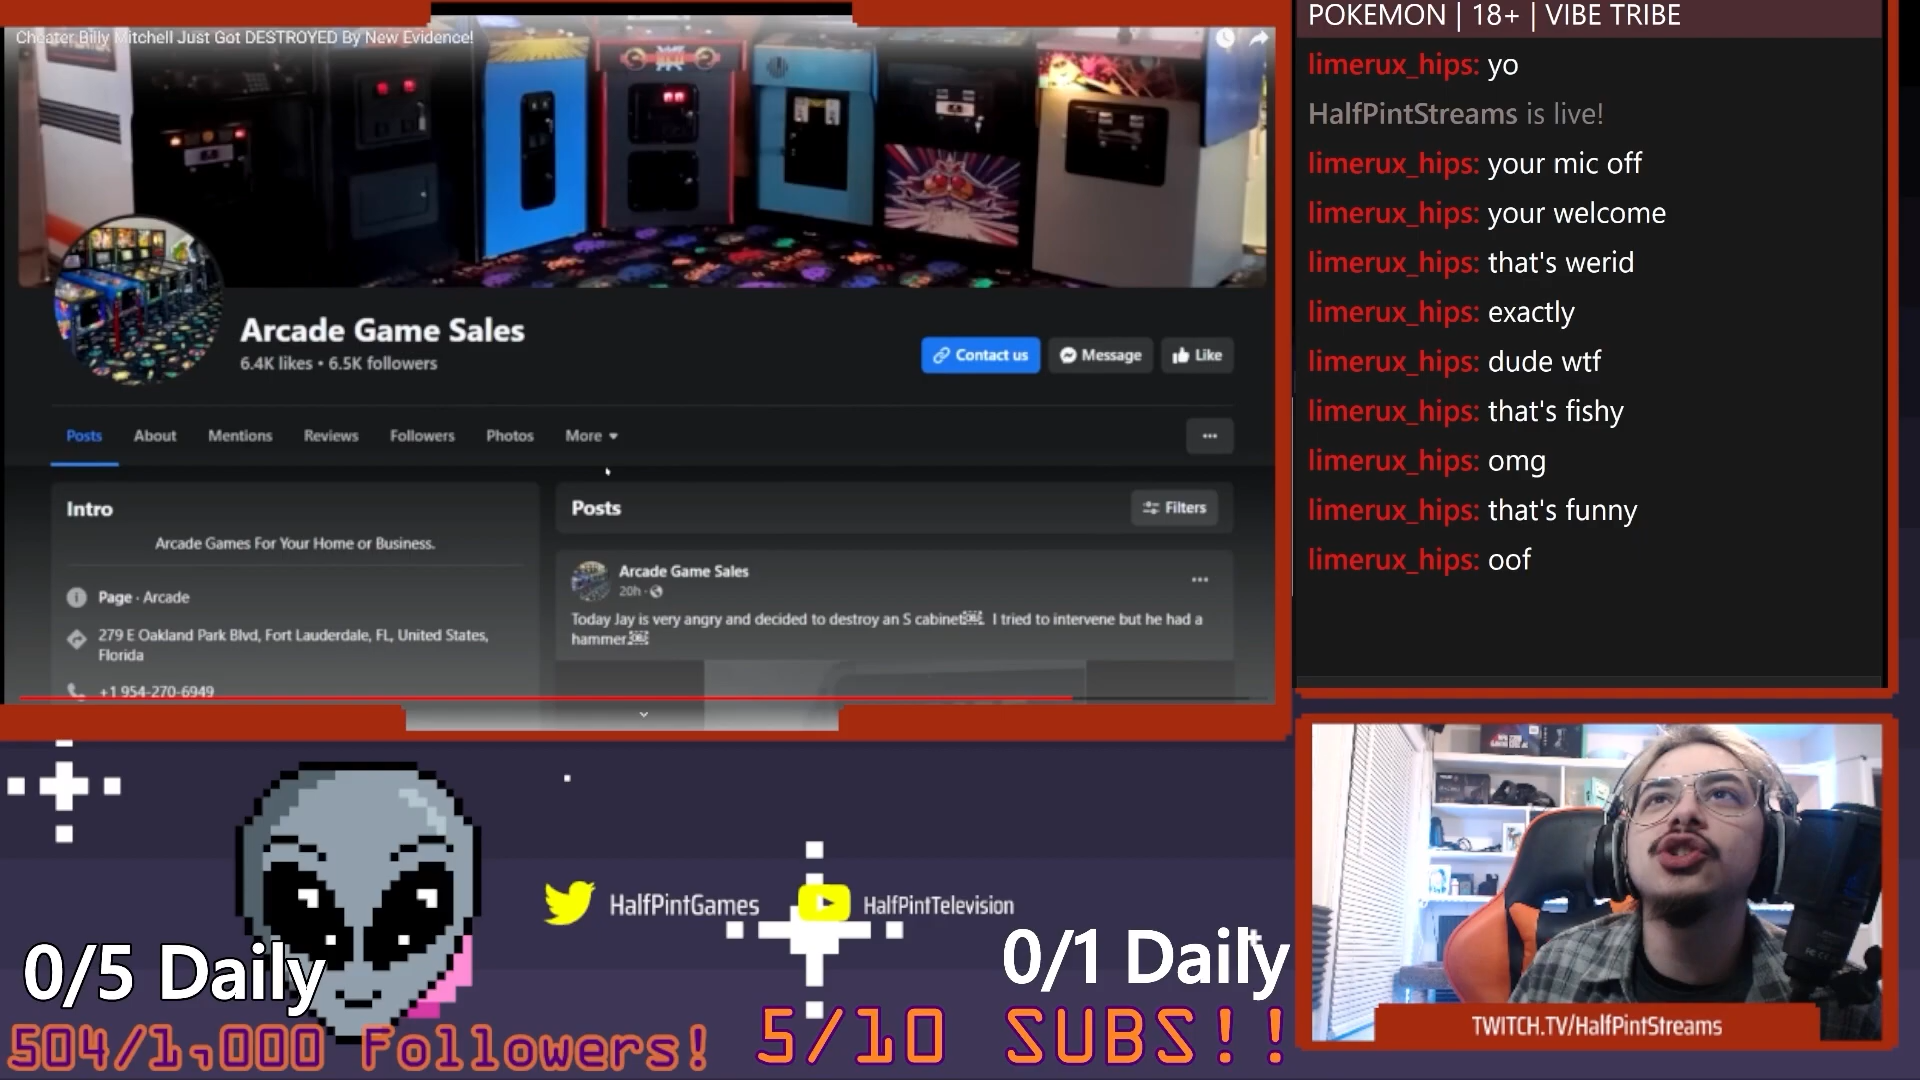 Cheater Billy Mitchell Just Got DESTROYED By New Evidence!
Arcade Game Sales
6.4K likes • 6.5K followers
Contact us
Message
Like
Posts
About
Mentions
Reviews
Followers
Photos
More
Intro
Arcade Games For Your Home or Business.
Page · Arcade
279 E Oakland Park Blvd, Fort Lauderdale, FL, United States,
Florida
+1 954-270-6949
Posts
Filters
Arcade Game Sales
20h
Today Jay is very angry and decided to destroy an S cabinet. I tried to intervene but he had a
hammer.
POKEMON | 18+ | VIBE TRIBE
limerux_hips: yo
HalfPintStreams is live!
limerux_hips: your mic off
limerux_hips: your welcome
limerux_hips: that's werid
limerux_hips: exactly
limerux_hips: dude wtf
limerux_hips: that's fishy
limerux_hips: omg
limerux_hips: that's funny
limerux_hips: oof
HalfPintGames
HalfPintTelevision
0/5 Daily
0/1 Daily
504/1,000 Followers!
5/10 SUBS!!
TWITCH.TV/HalfPintStreams